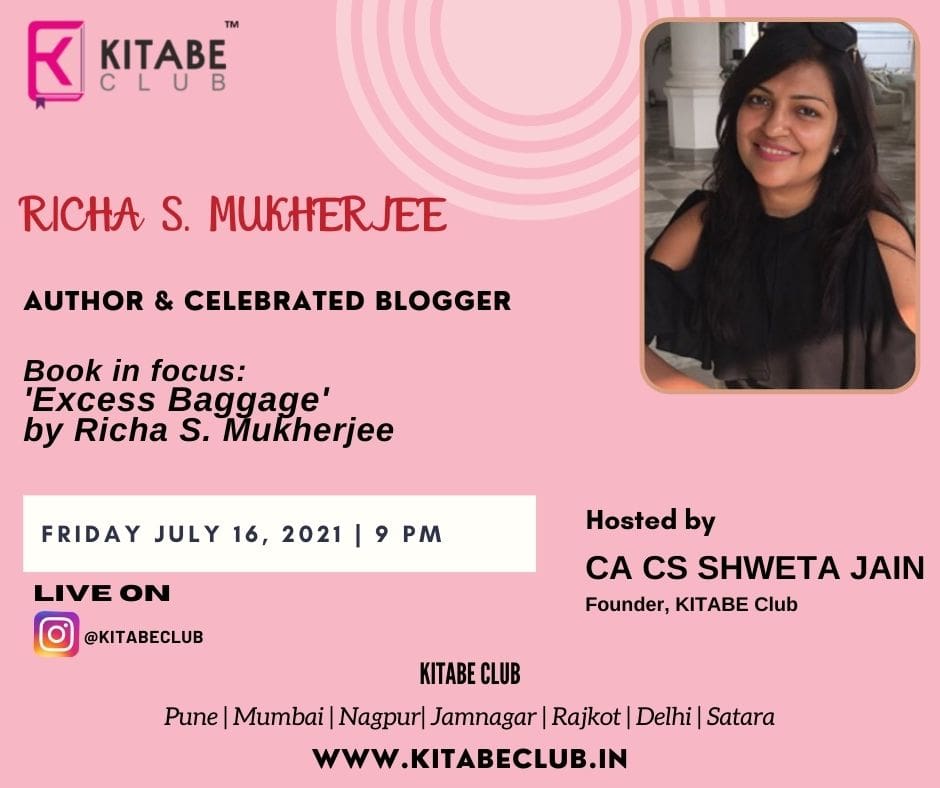 KITABE™
CLUB
RICHA S. MUKHERJEE
AUTHOR & CELEBRATED BLOGGER
Book in focus:
'Excess Baggage'
by Richa S. Mukherjee
FRIDAY JULY 16, 2021 | 9 PM
LIVE ON
@KITABECLUB
Hosted by
CA CS SHWETA JAIN
Founder, KITABE Club
KITABE CLUB
Pune | Mumbai | Nagpur| Jamnagar | Rajkot | Delhi | Satara
WWW.KITABECLUB.IN